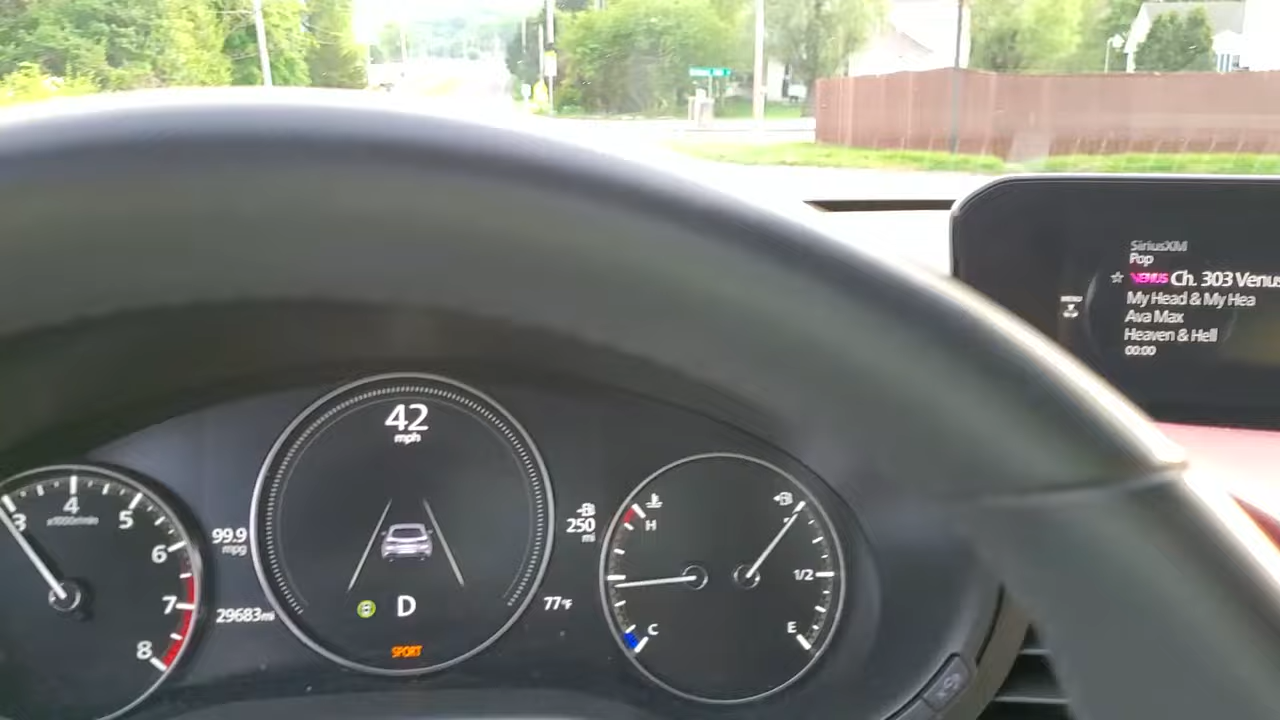 SiriusXM
Pop
VENUS Ch. 303 Venus
My Head & My Hea
Ava Max
Heaven & Hell
00:00
MENU
42
mph
3
4
5
6
7
8
x1000r/min
99.9
mpg
29683mi
D
SPORT
250
mi
77°F
H
C
1/2
E